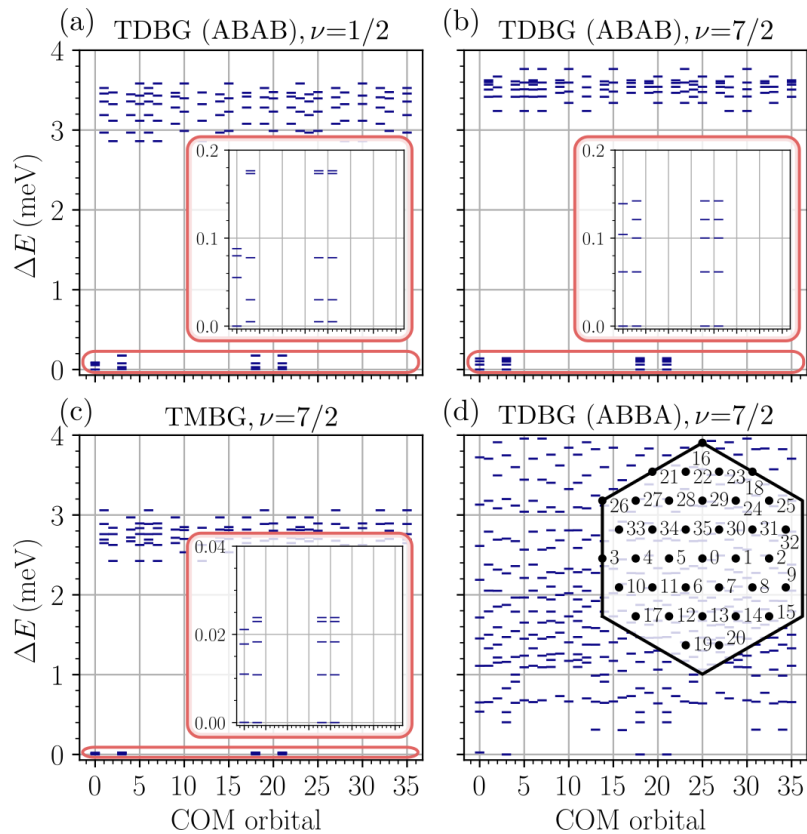 (a) TDBG (ABAB), ν=1/2
4
3
2
1
0
ΔE (meV)
0.2
0.1
0.0
(b) TDBG (ABAB), ν=7/2
0.2
0.1
0.0
(c) TMBG, ν=7/2
4
3
2
1
0
ΔE (meV)
0.04
0.02
0.00
0 5 10 15 20 25 30 35
COM orbital
(d) TDBG (ABBA), ν=7/2
16
21 22 23
18
26 27 28 29 24 25
33 34 35 30 31
32
3 4 5 0 1 2
9
10 11 6 7 8
17 12 13 14 15
19 20
0 5 10 15 20 25 30 35
COM orbital